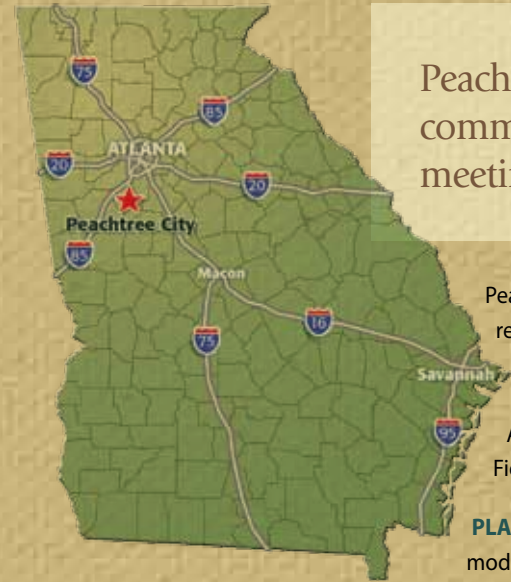 75
85
ATLANTA
20
20
Peachtree City
85
Macon
75
16
Savannah
95
Peach
comm
meetin
Pea
re
A
Fie
PLA
mod